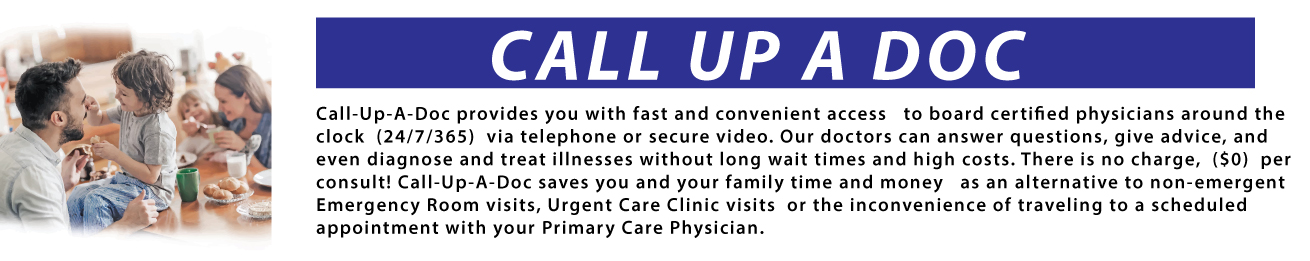 CALL UP A DOC
Call-Up-A-Doc provides you with fast and convenient access to board certified physicians around the
clock (24/7/365) via telephone or secure video. Our doctors can answer questions, give advice, and
even diagnose and treat illnesses without long wait times and high costs. There is no charge, ($0) per
consult! Call-Up-A-Doc saves you and your family time and money as an alternative to non-emergent
Emergency Room visits, Urgent Care Clinic visits or the inconvenience of traveling to a scheduled
appointment with your Primary Care Physician.